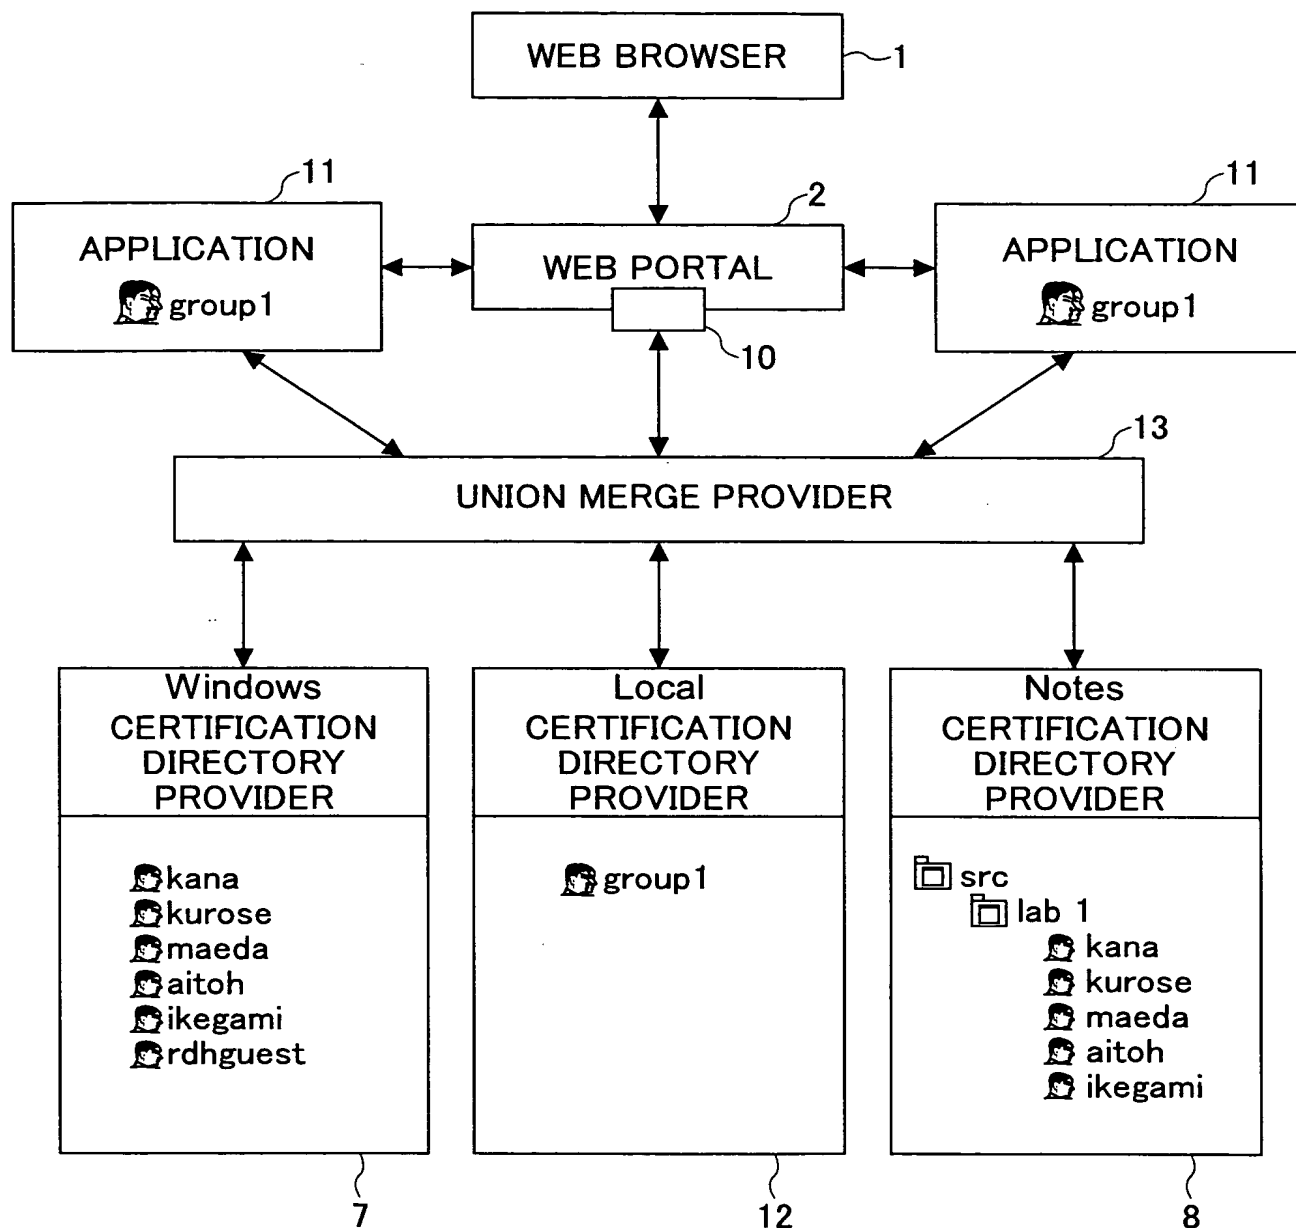 WEB BROWSER
1
11
2
11
APPLICATION
group1
WEB PORTAL
10
APPLICATION
group1
13
UNION MERGE PROVIDER
Windows
CERTIFICATION
DIRECTORY
PROVIDER
kana
kurose
maeda
aitoh
ikegami
rdhguest
7
Local
CERTIFICATION
DIRECTORY
PROVIDER
group1
12
Notes
CERTIFICATION
DIRECTORY
PROVIDER
src
lab 1
kana
kurose
maeda
aitoh
ikegami
8